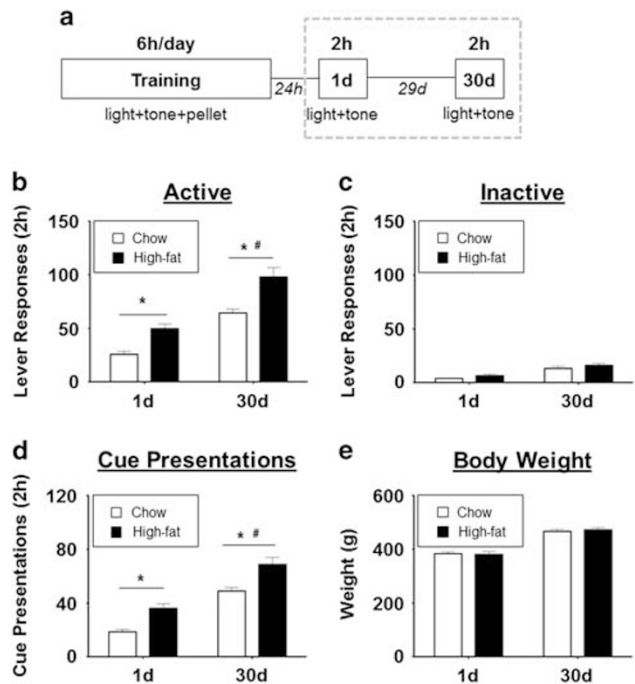 a
6h/day 2h 2h
Training 24h 1d 29d 30d
light+tone+pellet light+tone light+tone
b Active
Lever Responses (2h)
150
100
50
0
Chow
High-fat
*
* #
1d 30d
c Inactive
Lever Responses (2h)
150
100
50
0
Chow
High-fat
1d 30d
d Cue Presentations
Cue Presentations (2h)
120
80
40
0
Chow
High-fat
*
* #
1d 30d
e Body Weight
Weight (g)
600
400
200
0
Chow
High-fat
1d 30d